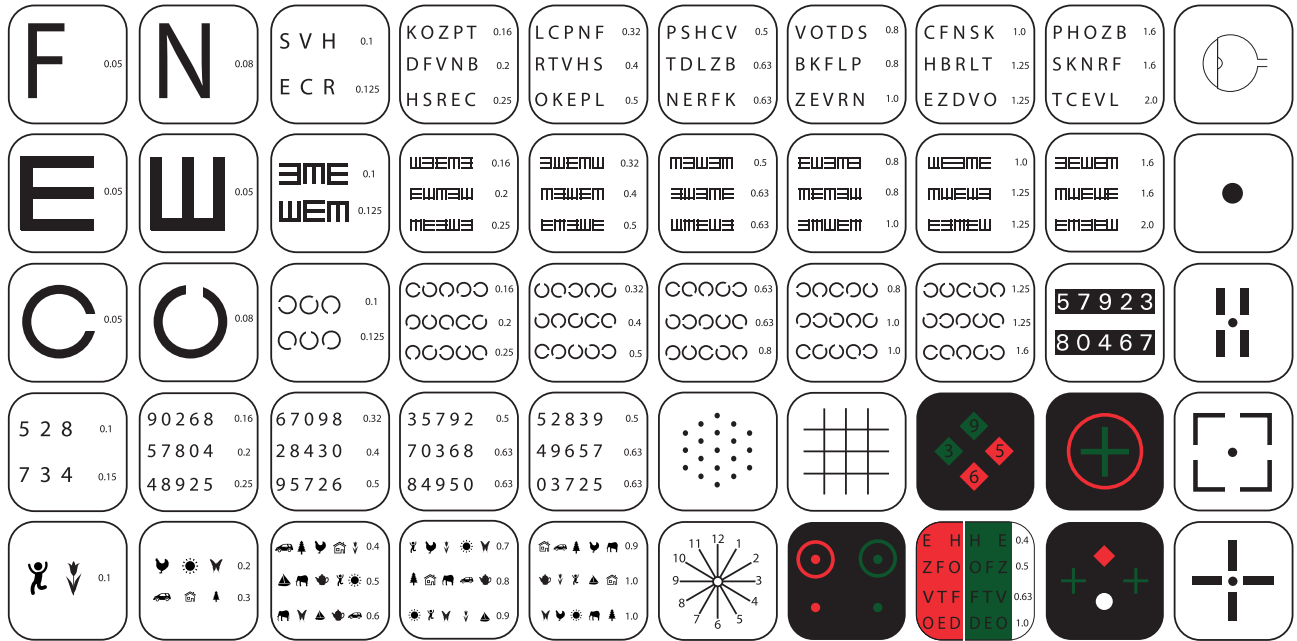 F 0.05
N 0.08
S V H 0.1
E C R 0.125
KOZPT 0.16
DFVNB 0.2
HSREC 0.25
LCPNF 0.32
RTVHS 0.4
OKEPL 0.5
PSHCV 0.5
TDLZB 0.63
NERFK 0.63
VOTDS 0.8
BKFLP 0.8
ZEVRN 1.0
CFNSK 1.0
HBRLT 1.25
EZDVO 1.25
PHOZB 1.6
SKNRF 1.6
TCEVL 2.0
E 0.05
0.05
0.1
0.125
0.16
0.2
0.25
0.32
0.4
0.5
0.5
0.63
0.63
0.8
0.8
1.0
1.0
1.25
1.25
1.6
1.6
2.0
0.05
0.08
0.1
0.125
0.16
0.2
0.25
0.32
0.4
0.5
0.63
0.63
0.8
0.8
1.0
1.0
1.25
1.25
1.6
57923
80467
5 2 8 0.1
7 3 4 0.15
90268 0.16
57804 0.2
48925 0.25
67098 0.32
28430 0.4
95726 0.5
35792 0.5
70368 0.63
84950 0.63
52839 0.5
49657 0.63
03725 0.63
9
3 5
6
0.1
0.2
0.3
0.4
0.5
0.6
0.7
0.8
0.9
0.9
1.0
1.0
11 12 1
10 2
9 3
8 4
7 6 5
E H H E 0.4
ZFO OFZ 0.5
VTF FTV 0.63
OED DEO 1.0